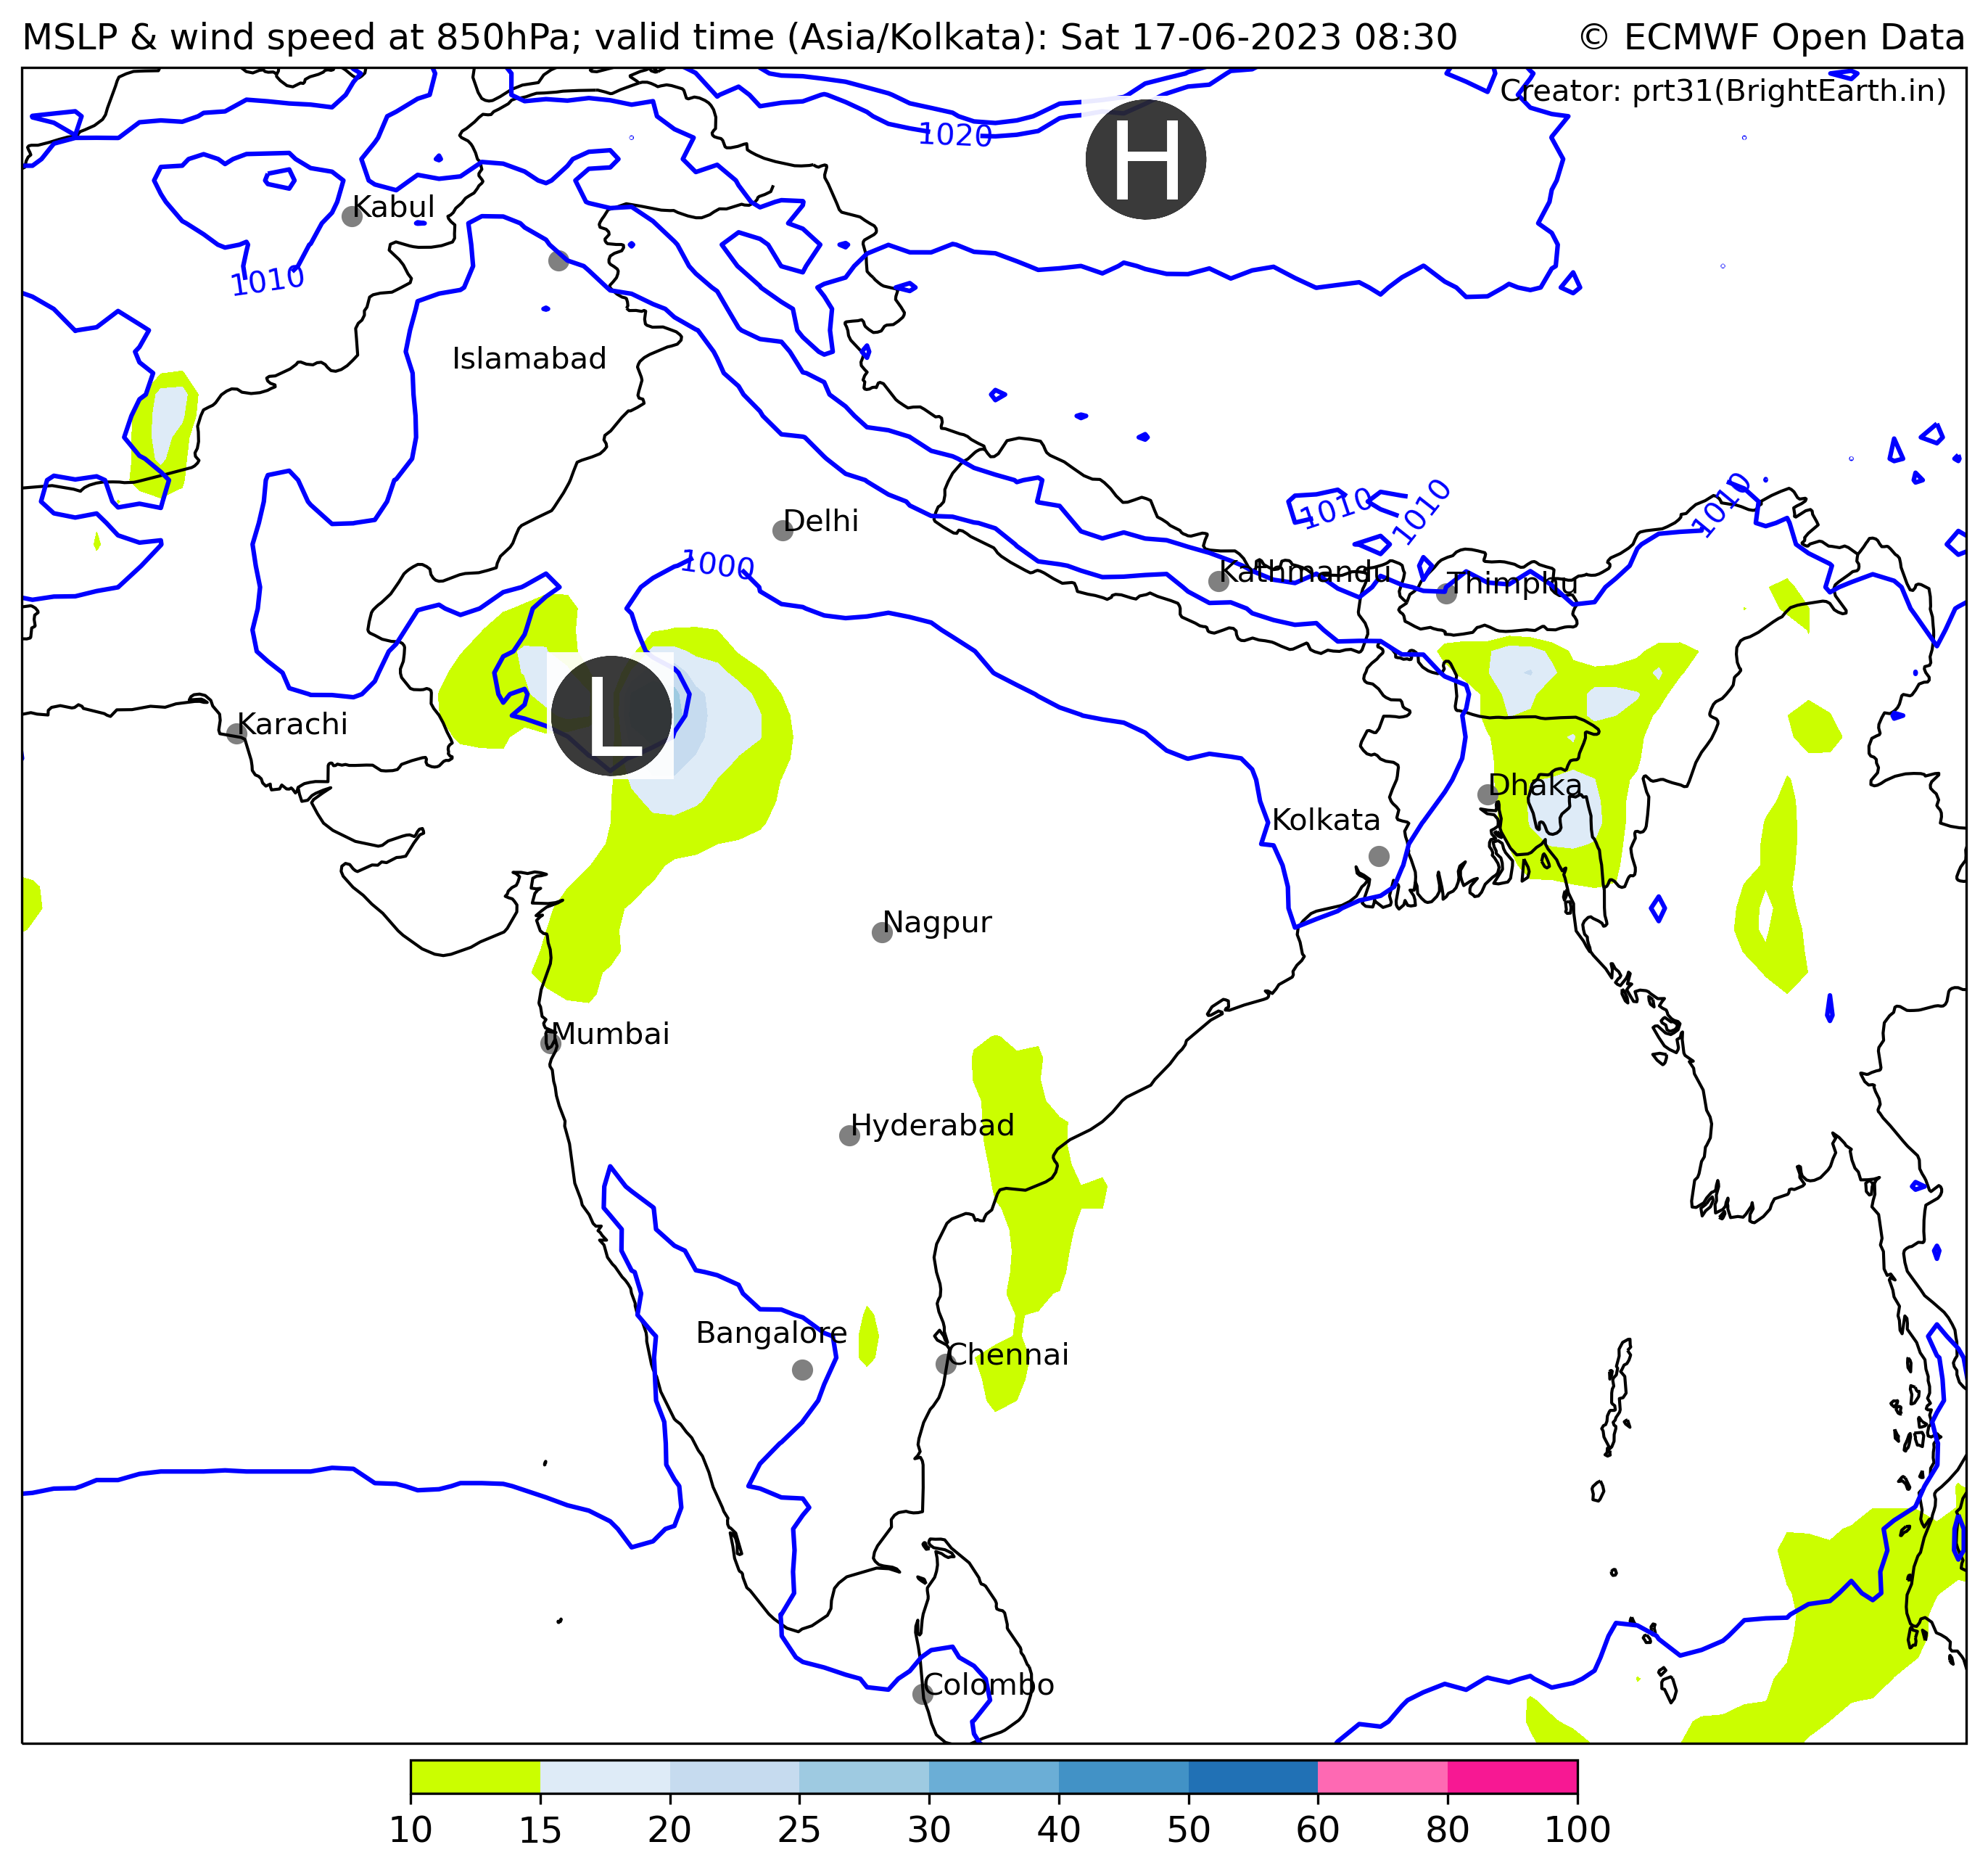 MSLP & wind speed at 850hPa; valid time (Asia/Kolkata): Sat 17-06-2023 08:30 © ECMWF Open Data
Creator: prt31(BrightEarth.in)
1020
H
Kabul
1010
Islamabad
1010
1010
1010
Delhi
1000
Kathmandu
Thimphu
L
Karachi
Dhaka
Kolkata
Nagpur
Mumbai
Hyderabad
Bangalore
Chennai
Colombo
10 15 20 25 30 40 50 60 80 100